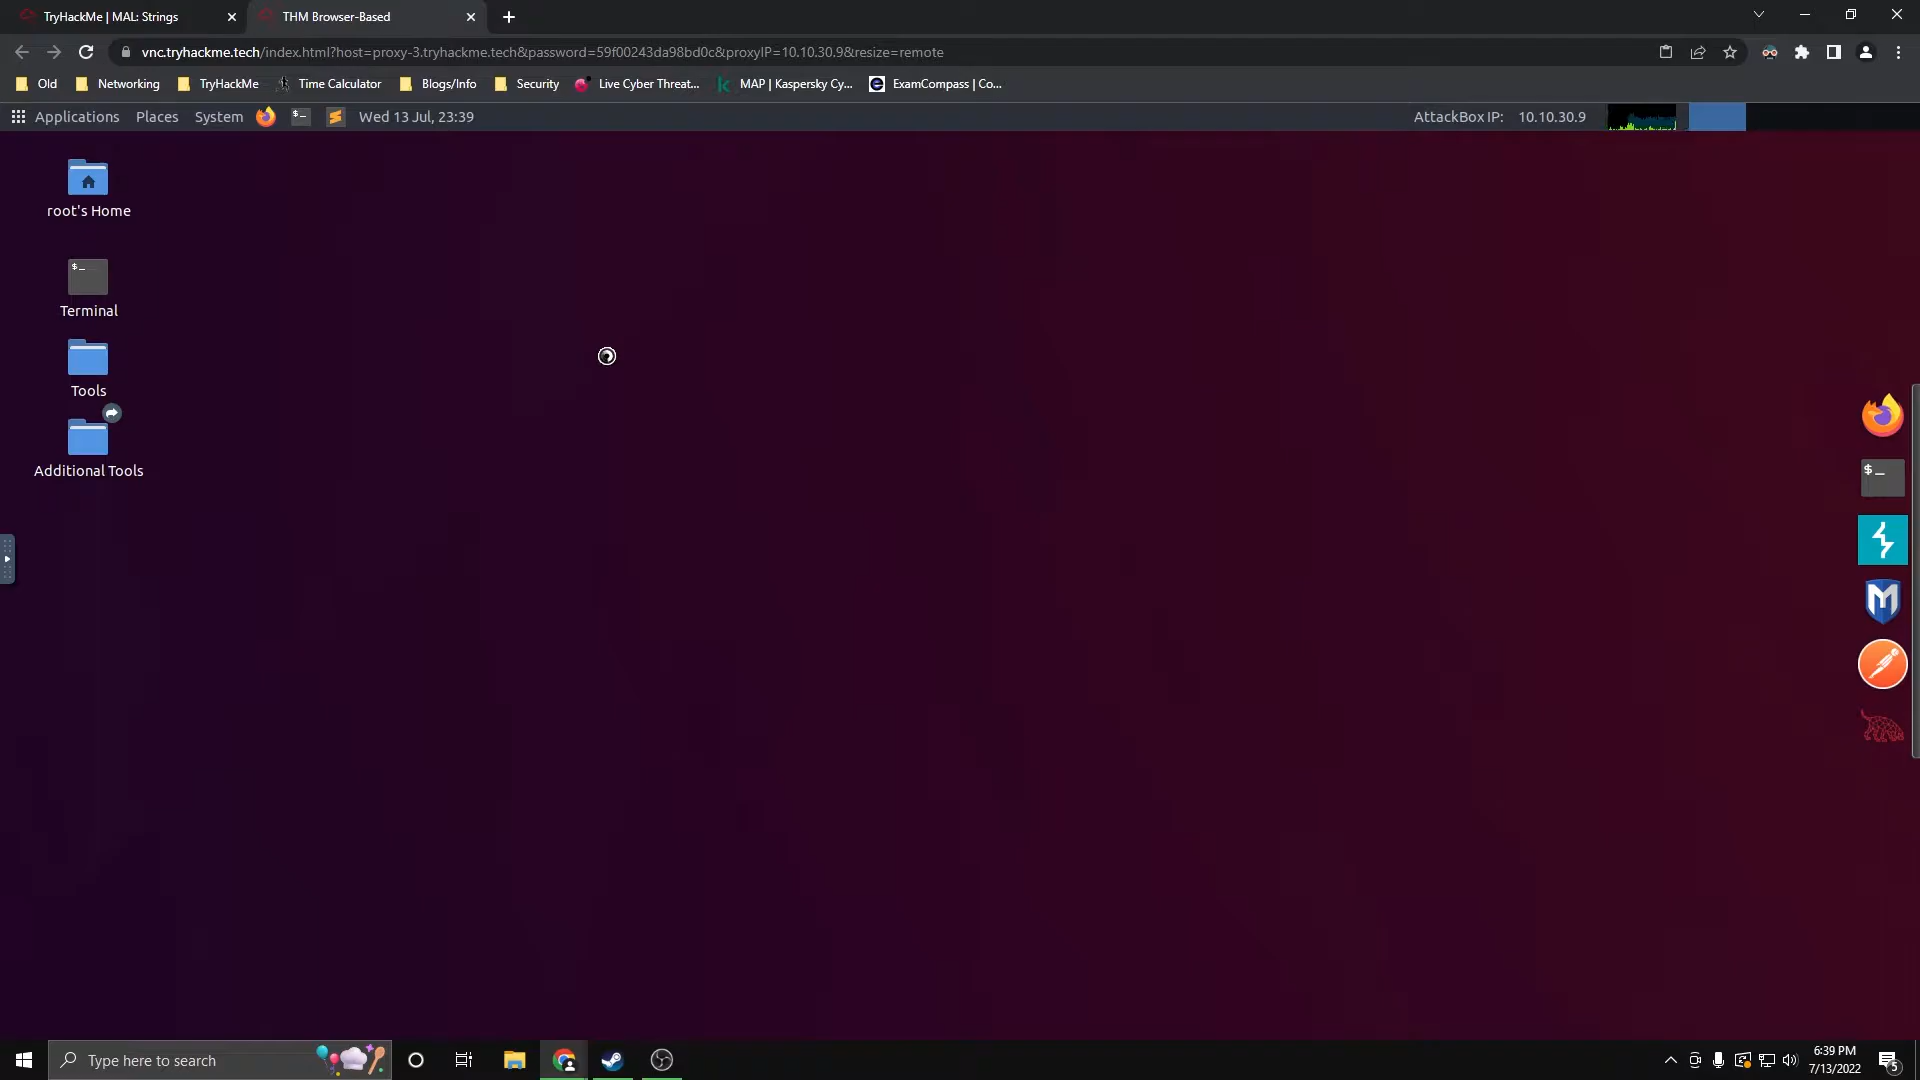 TryHackMe | MAL: Strings
THM Browser-Based
vnc.tryhackme.tech/index.html?host=proxy-3.tryhackme.tech&password=59f00243da98bd0c&proxyIP=10.10.30.9&resize=remote
Old
Networking
TryHackMe
Time Calculator
Blogs/Info
Security
Live Cyber Threat...
MAP | Kaspersky Cy...
ExamCompass | Co...
Applications
Places
System
$_
Wed 13 Jul, 23:39
AttackBox IP: 10.10.30.9
root's Home
$_
Terminal
Tools
Additional Tools
$_
M
Type here to search
6:39 PM
7/13/2022
5